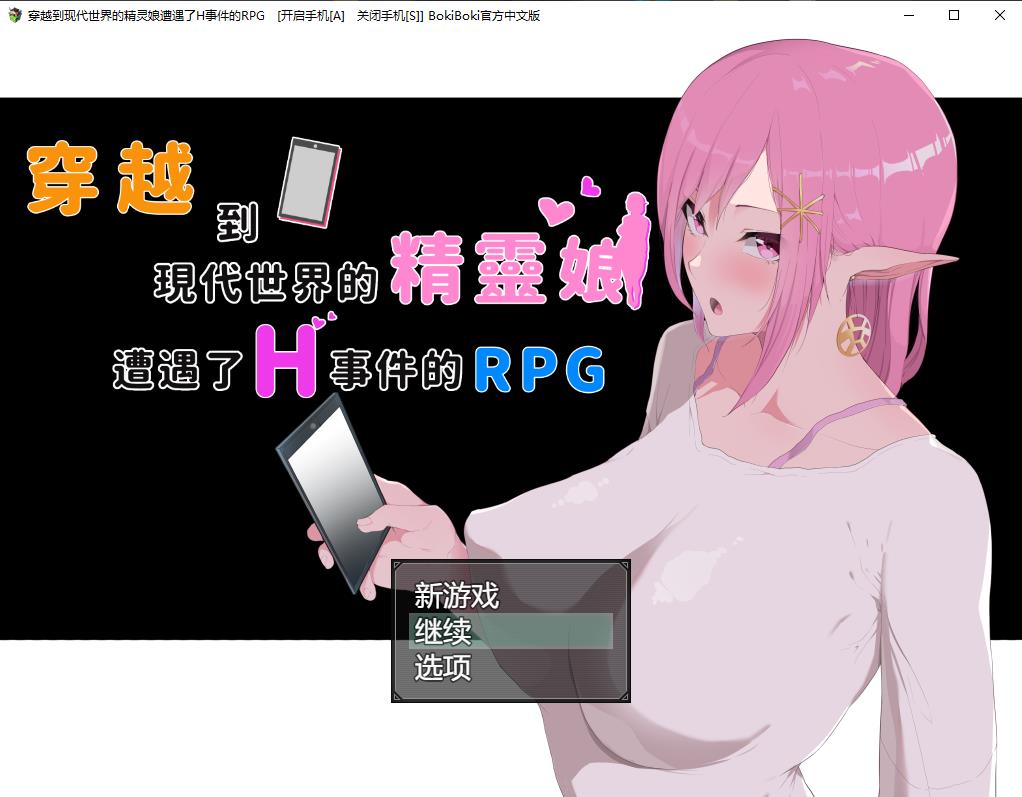 穿越到现代世界的精灵娘遭遇了H事件的RPG [开启手机[A] 关闭手机[S]] BokiBoki官方中文版
穿越
到
現代世界的精靈娘
遭遇了H事件的RPG
新游戏
继续
选项